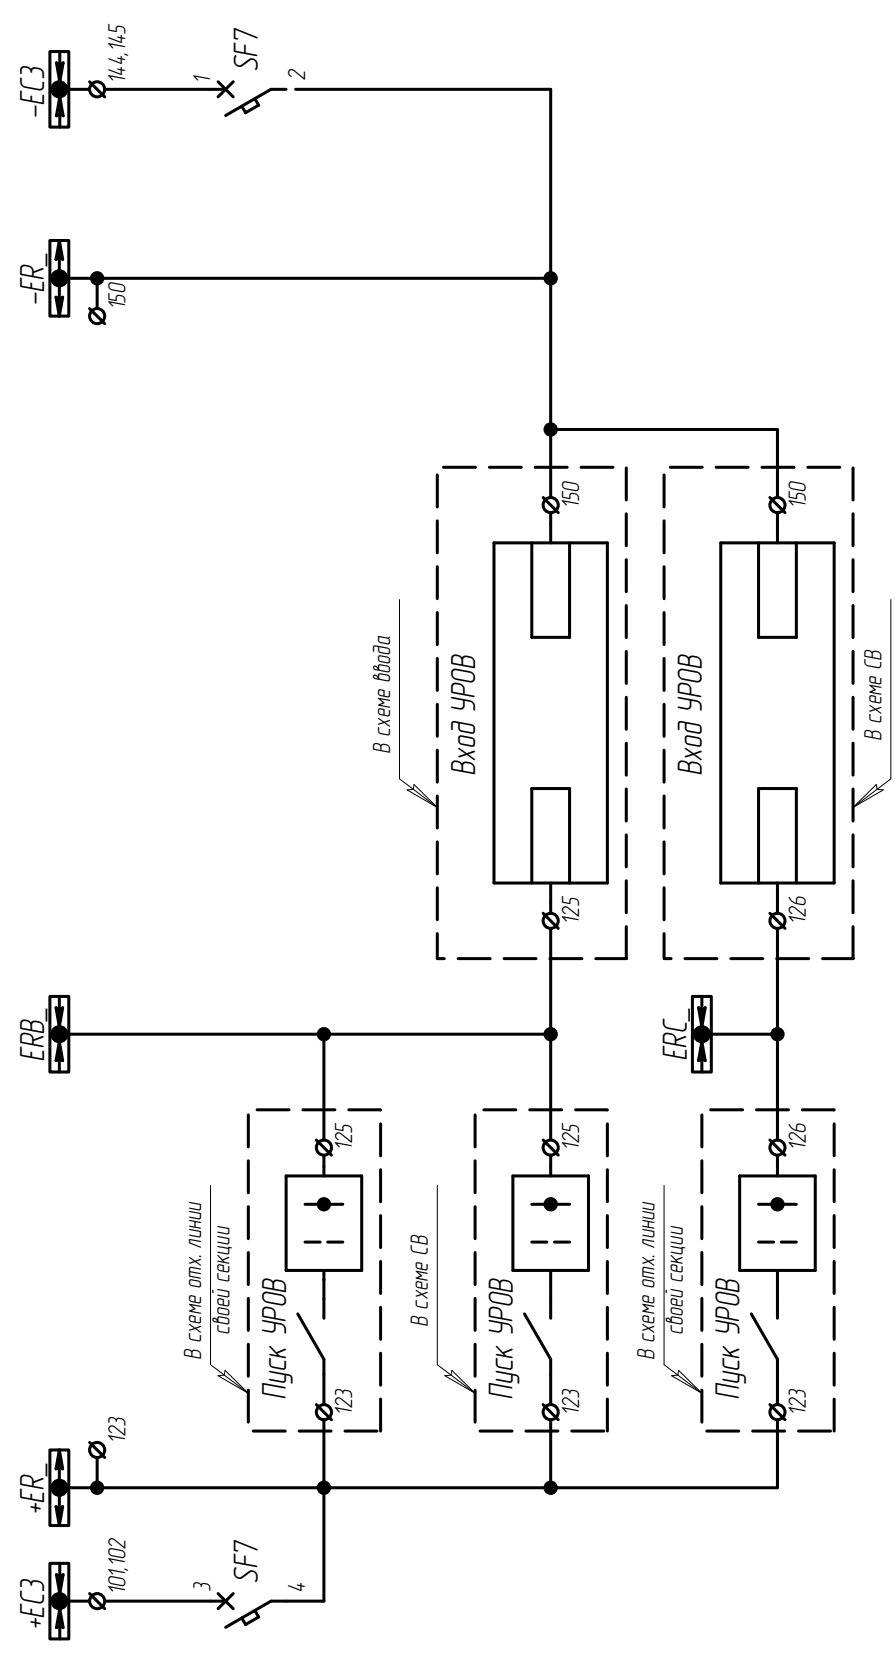 +EC3
+ER_
ERB_
-ER_
-EC3
101,102
123
150
144,145
3
В схеме отх. линии
своей секции
1
SF7
SF7
Пуск УРОВ
4
2
123
125
В схеме ввода
В схеме СВ
Вход УРОВ
Пуск УРОВ
123
125
125
150
В схеме отх. линии
своей секции
ERC_
Вход УРОВ
Пуск УРОВ
123
126
126
150
В схеме СВ